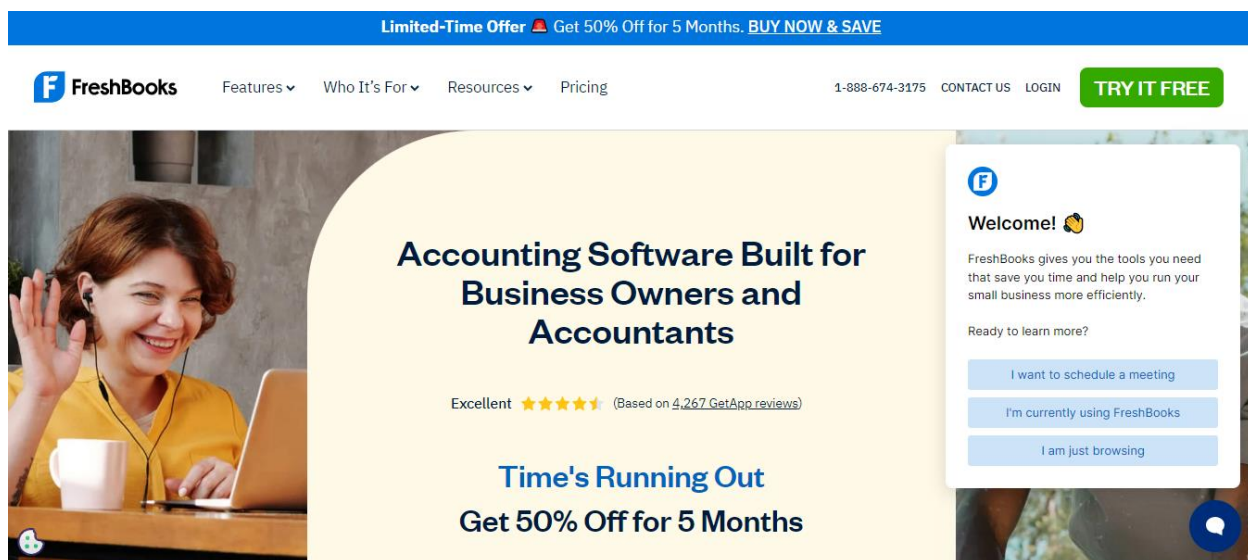 Limited-Time Offer 🚨 Get 50% Off for 5 Months. BUY NOW & SAVE
FreshBooks
Features
Who It's For
Resources
Pricing
1-888-674-3175
CONTACT US
LOGIN
TRY IT FREE
Accounting Software Built for
Business Owners and
Accountants
Excellent
(Based on 4,267 GetApp reviews)
Time's Running Out
Get 50% Off for 5 Months
Welcome! 👏
FreshBooks gives you the tools you need
that save you time and help you run your
small business more efficiently.
Ready to learn more?
I want to schedule a meeting
I'm currently using FreshBooks
I am just browsing